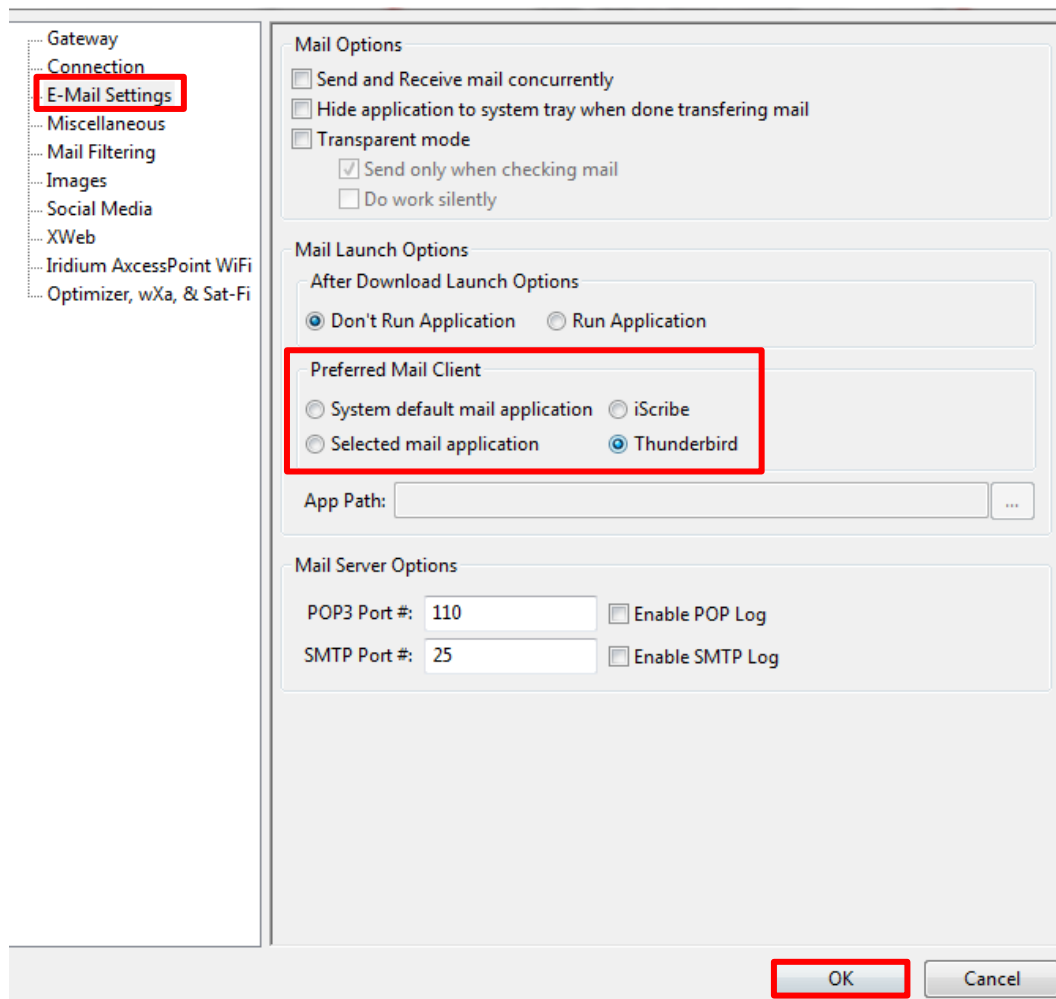 Gateway
Connection
E-Mail Settings
Miscellaneous
Mail Filtering
Images
Social Media
XWeb
Iridium AxcessPoint WiFi
Optimizer, wXa, & Sat-Fi
Mail Options
Send and Receive mail concurrently
Hide application to system tray when done transfering mail
Transparent mode
Send only when checking mail
Do work silently
Mail Launch Options
After Download Launch Options
Don't Run Application Run Application
Preferred Mail Client
System default mail application iScribe
Selected mail application Thunderbird
App Path: ...
Mail Server Options
POP3 Port #: 110 Enable POP Log
SMTP Port #: 25 Enable SMTP Log
OK Cancel